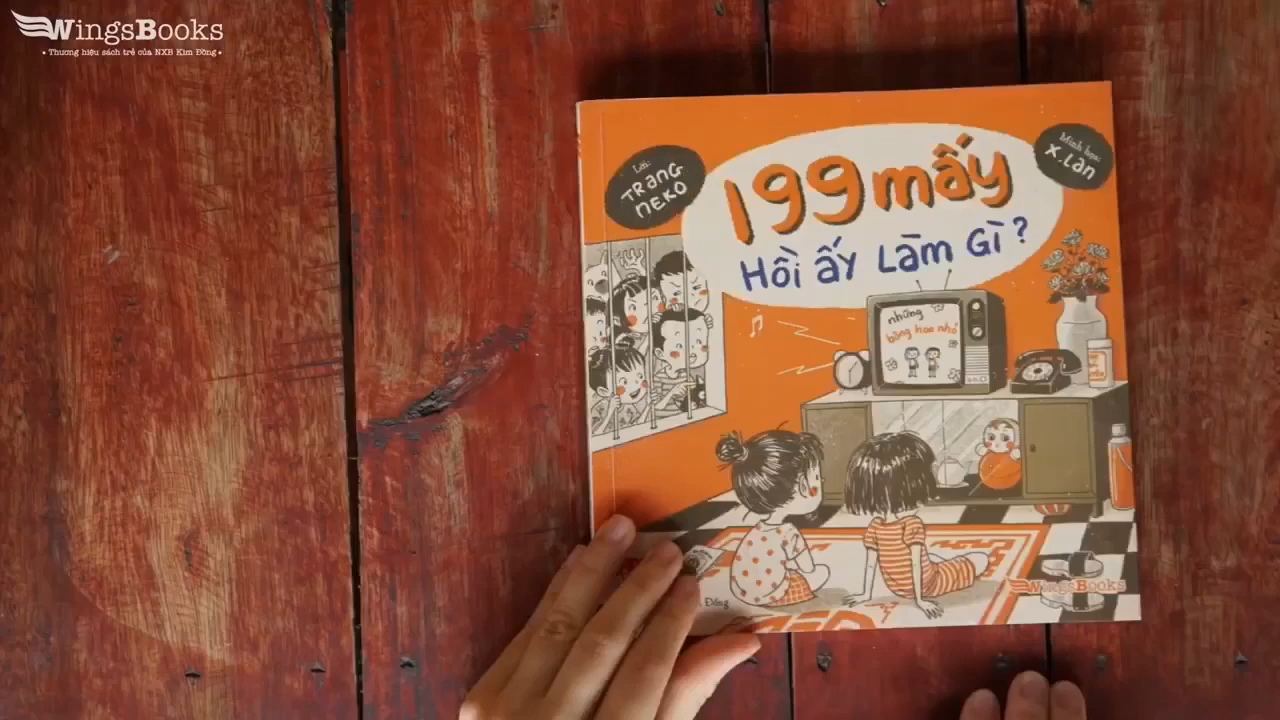 WingsBooks
• Thương hiệu sách trẻ của NXB Kim Đồng •
Lời:
TRang
NEKO
199 mấy
Hồi ấy Làm Gì?
Minh họa:
X.Lan
những
bông hoa nhỏ
WingsBooks
Đồng